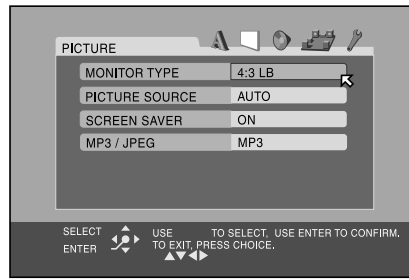 PICTURE
MONITOR TYPE 4:3 LB
PICTURE SOURCE AUTO
SCREEN SAVER ON
MP3 / JPEG MP3
SELECT
ENTER
USE TO SELECT, USE ENTER TO CONFIRM.
TO EXIT, PRESS CHOICE.